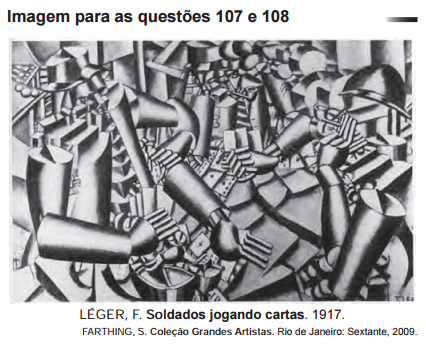 Imagem para as questões 107 e 108
LÉGER, F. Soldados jogando cartas. 1917.
FARTHING, S. Coleção Grandes Artistas. Rio de Janeiro: Sextante, 2009.